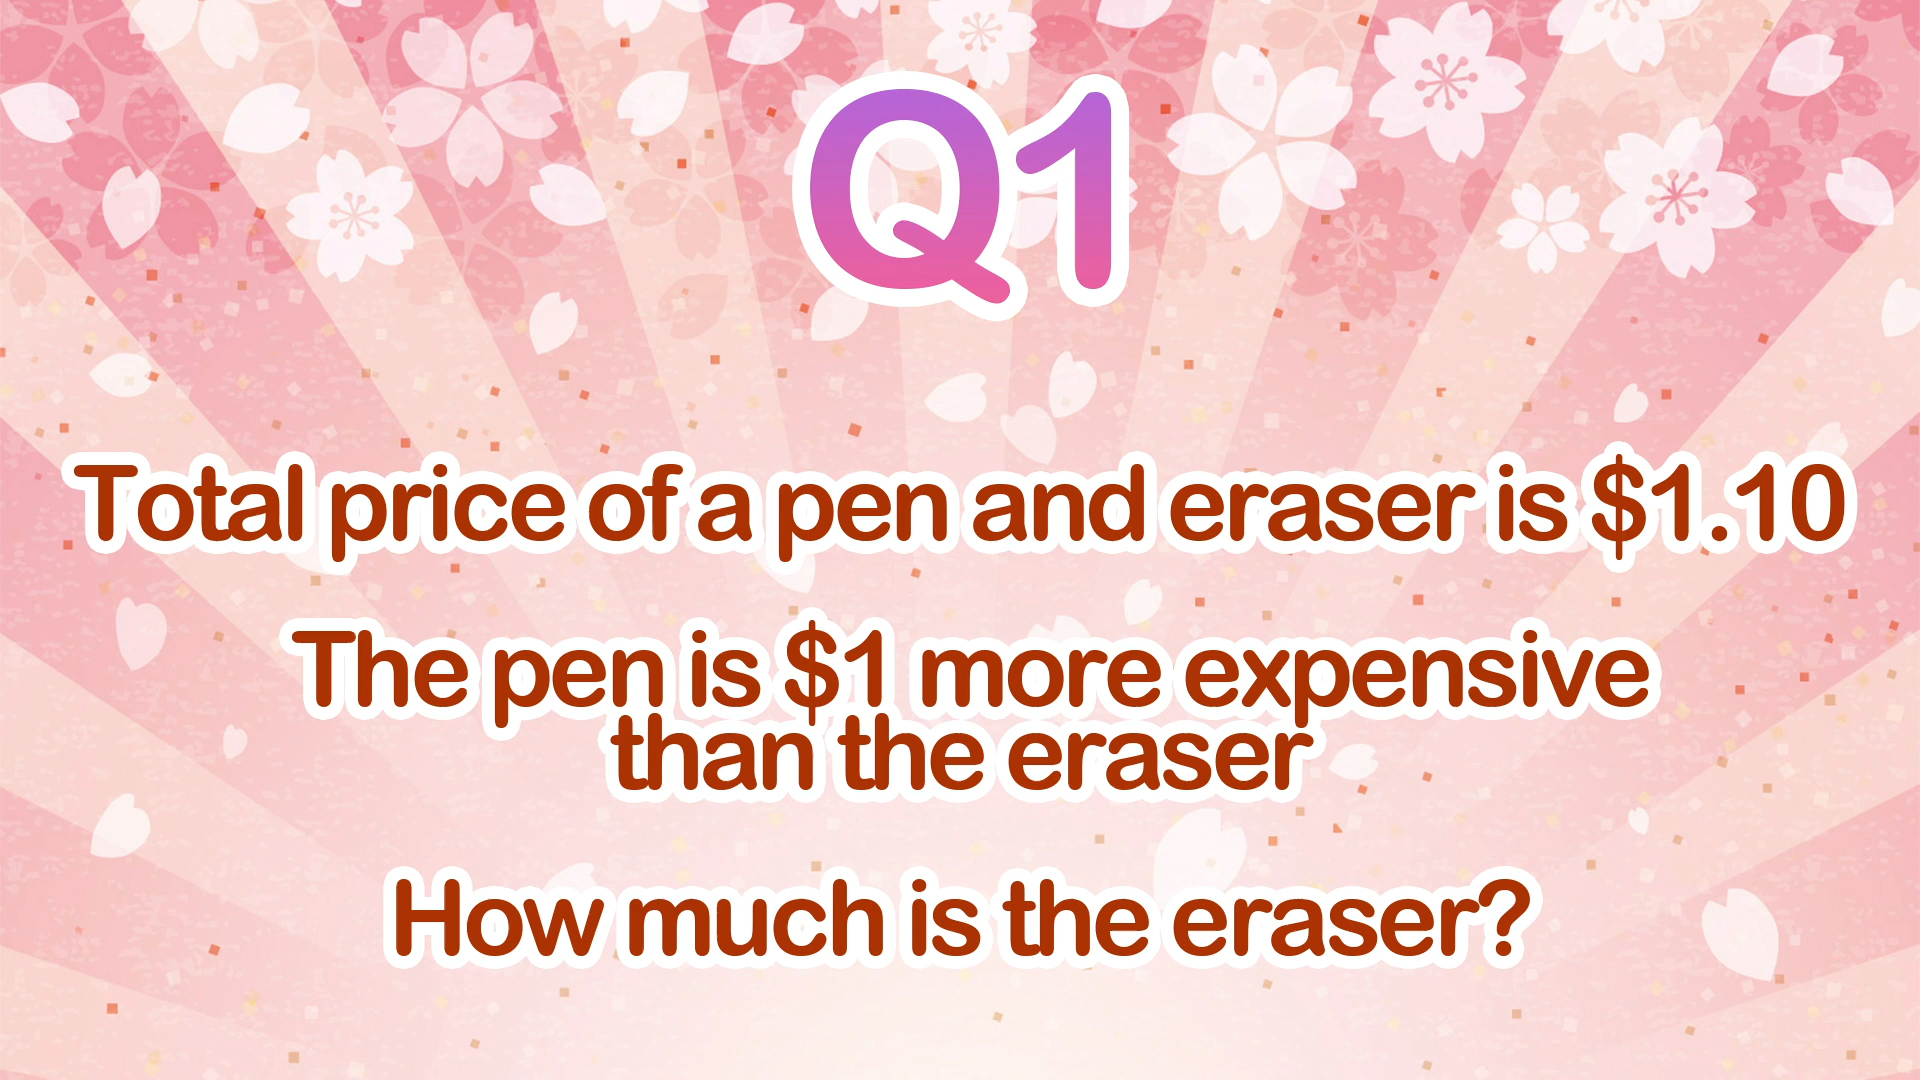 Q1
Total price of a pen and eraser is $1.10
The pen is $1 more expensive
than the eraser
How much is the eraser?